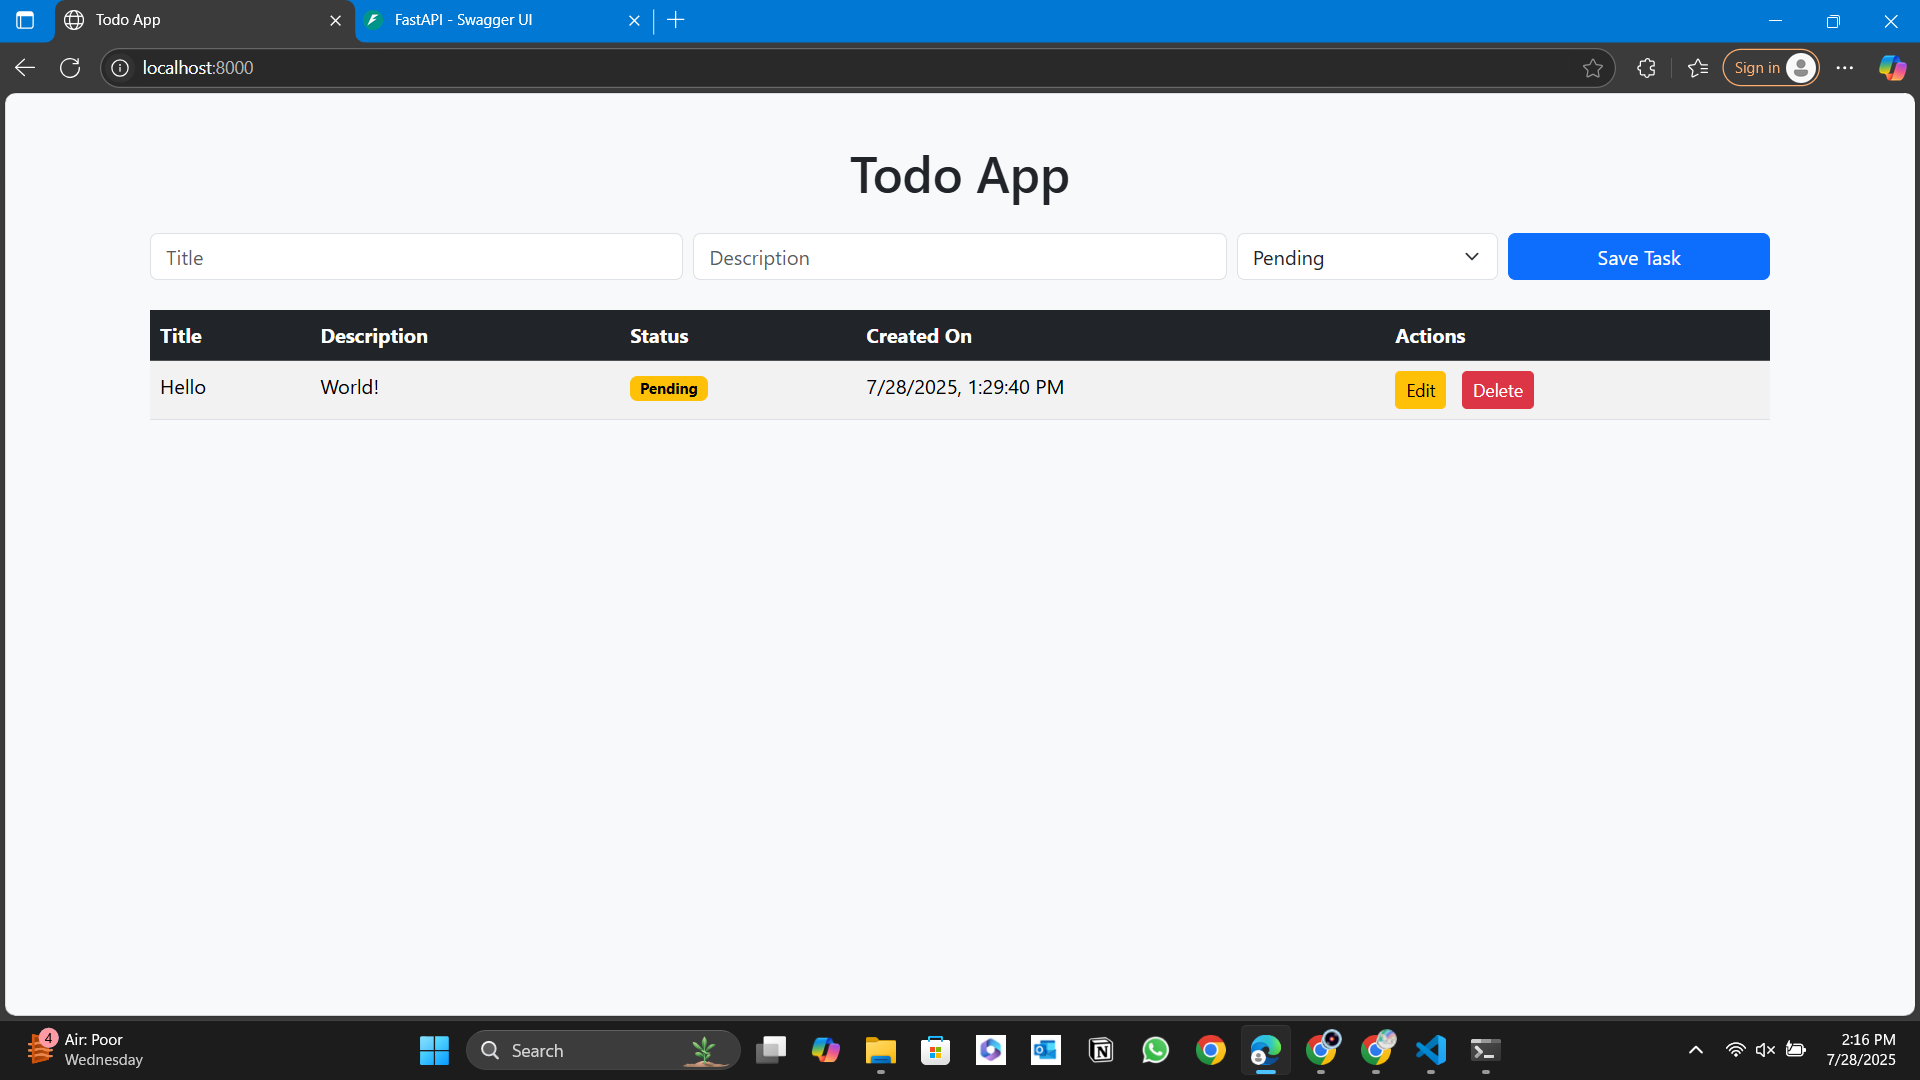 Todo App
FastAPI - Swagger UI
localhost:8000
Sign in
Todo App
Title
Description
Pending
Save Task
Title Description Status Created On Actions
Hello World! Pending 7/28/2025, 1:29:40 PM Edit Delete
4
Air: Poor
Wednesday
Search
2:16 PM
7/28/2025